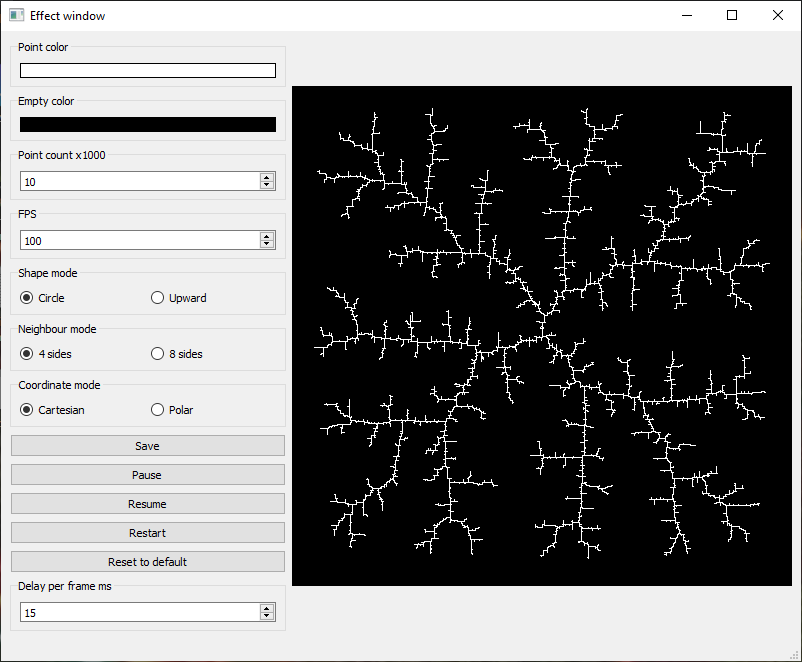 Effect window
Point color
Empty color
Point count x1000
10
FPS
100
Shape mode
Circle Upward
Neighbour mode
4 sides 8 sides
Coordinate mode
Cartesian Polar
Save
Pause
Resume
Restart
Reset to default
Delay per frame ms
15